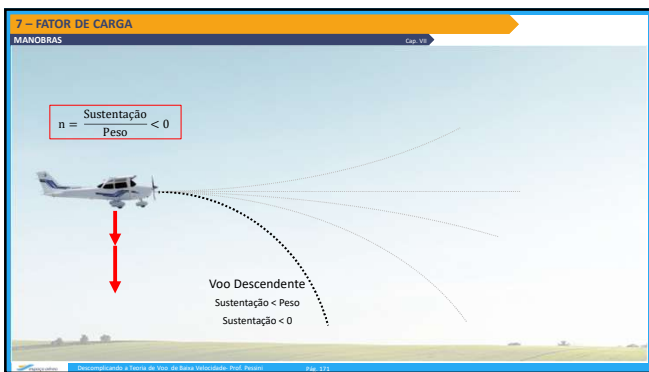 7 – FATOR DE CARGA
MANOBRAS
Cap. VII
n = Sustentação / Peso < 0
Voo Descendente
Sustentação < Peso
Sustentação < 0
Descomplicando a Teoria de Voo de Baixa Velocidade- Prof. Pessini
Pág. 171